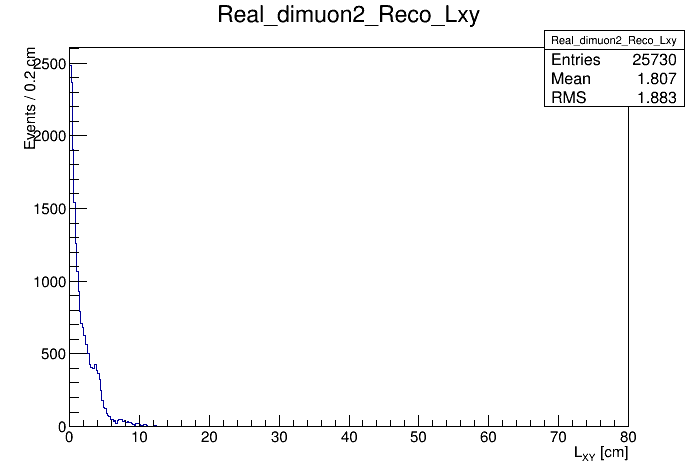 Real_dimuon2_Reco_Lxy
Real_dimuon2_Reco_Lxy
Entries 25730
Mean 1.807
RMS 1.883
Events / 0.2 cm
2500
2000
1500
1000
500
0
0 10 20 30 40 50 60 70 80
L_XY [cm]